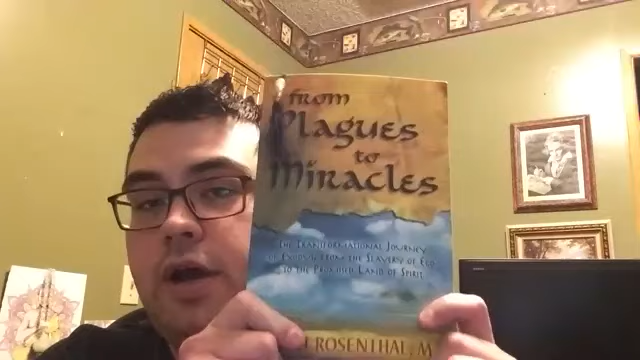 from
Plagues
to
Miracles
The Transformational Journey
of Exodus, from the Slavery of Ego
to the Promised Land of Spirit
Rosenthal, M